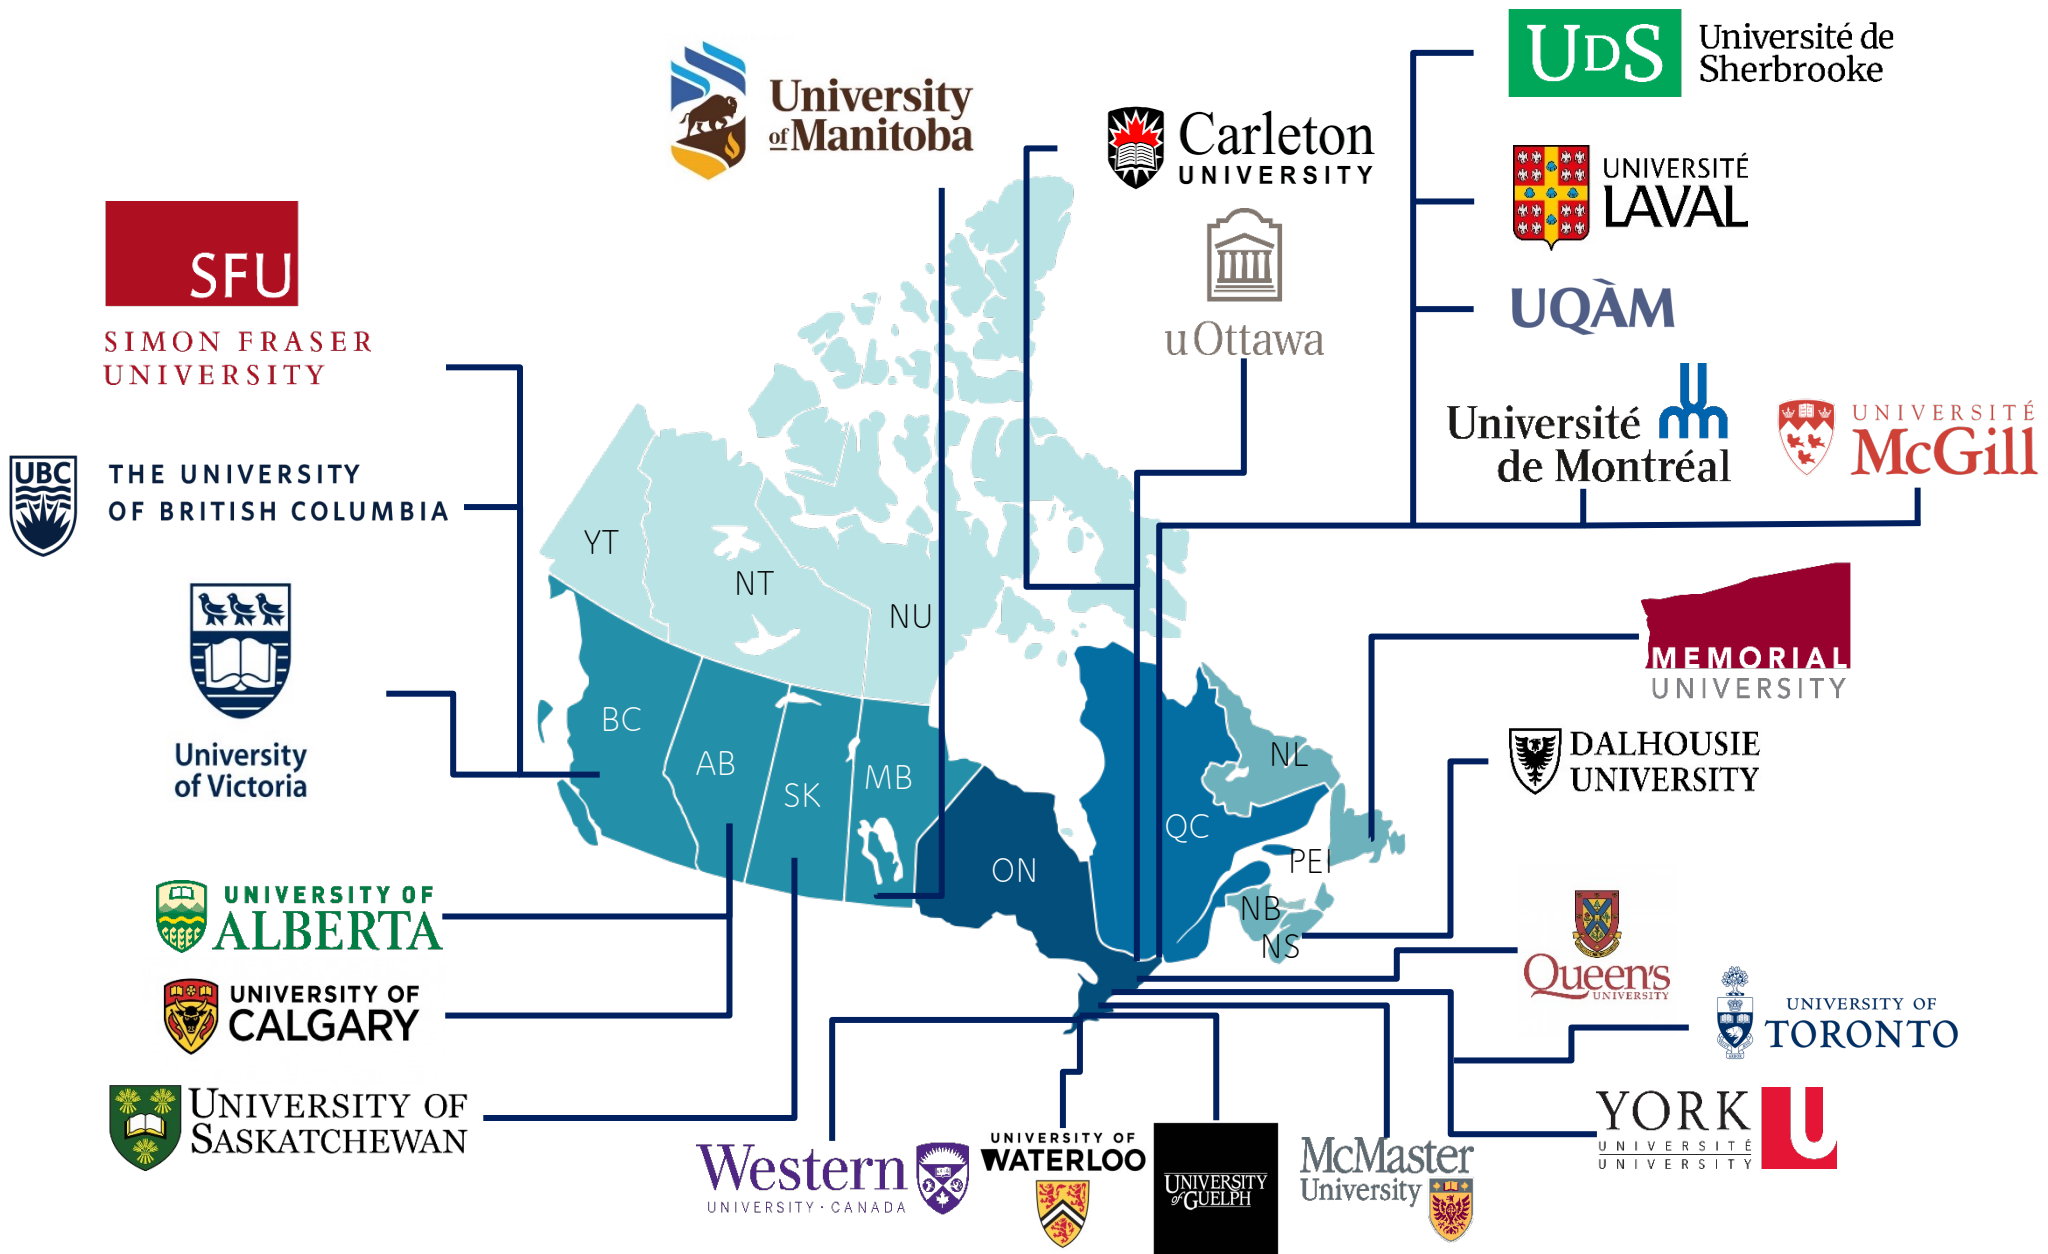 University
of Manitoba
Carleton
UNIVERSITY
uOttawa
UDS
Université de
Sherbrooke
UNIVERSITÉ
LAVAL
UQÀM
Université
de Montréal
UNIVERSITÉ
McGill
SFU
SIMON FRASER
UNIVERSITY
UBC
THE UNIVERSITY
OF BRITISH COLUMBIA
University
of Victoria
YT
NT
NU
BC
AB
SK
MB
ON
QC
NL
PEI
NB
NS
MEMORIAL
UNIVERSITY
DALHOUSIE
UNIVERSITY
UNIVERSITY OF
ALBERTA
UNIVERSITY OF
CALGARY
UNIVERSITY OF
SASKATCHEWAN
Queen's
UNIVERSITY
UNIVERSITY OF
TORONTO
YORK
UNIVERSITÉ
UNIVERSITY
U
Western
UNIVERSITY · CANADA
UNIVERSITY OF
WATERLOO
UNIVERSITY
of GUELPH
McMaster
University